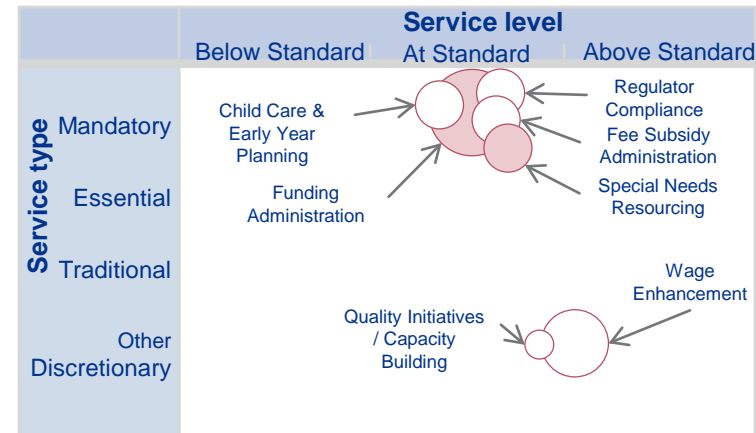 Service level
Below Standard
At Standard
Above Standard
Service type
Mandatory
Essential
Traditional
Other
Discretionary
Child Care &
Early Year
Planning
Funding
Administration
Regulator
Compliance
Fee Subsidy
Administration
Special Needs
Resourcing
Wage
Enhancement
Quality Initiatives
/ Capacity
Building